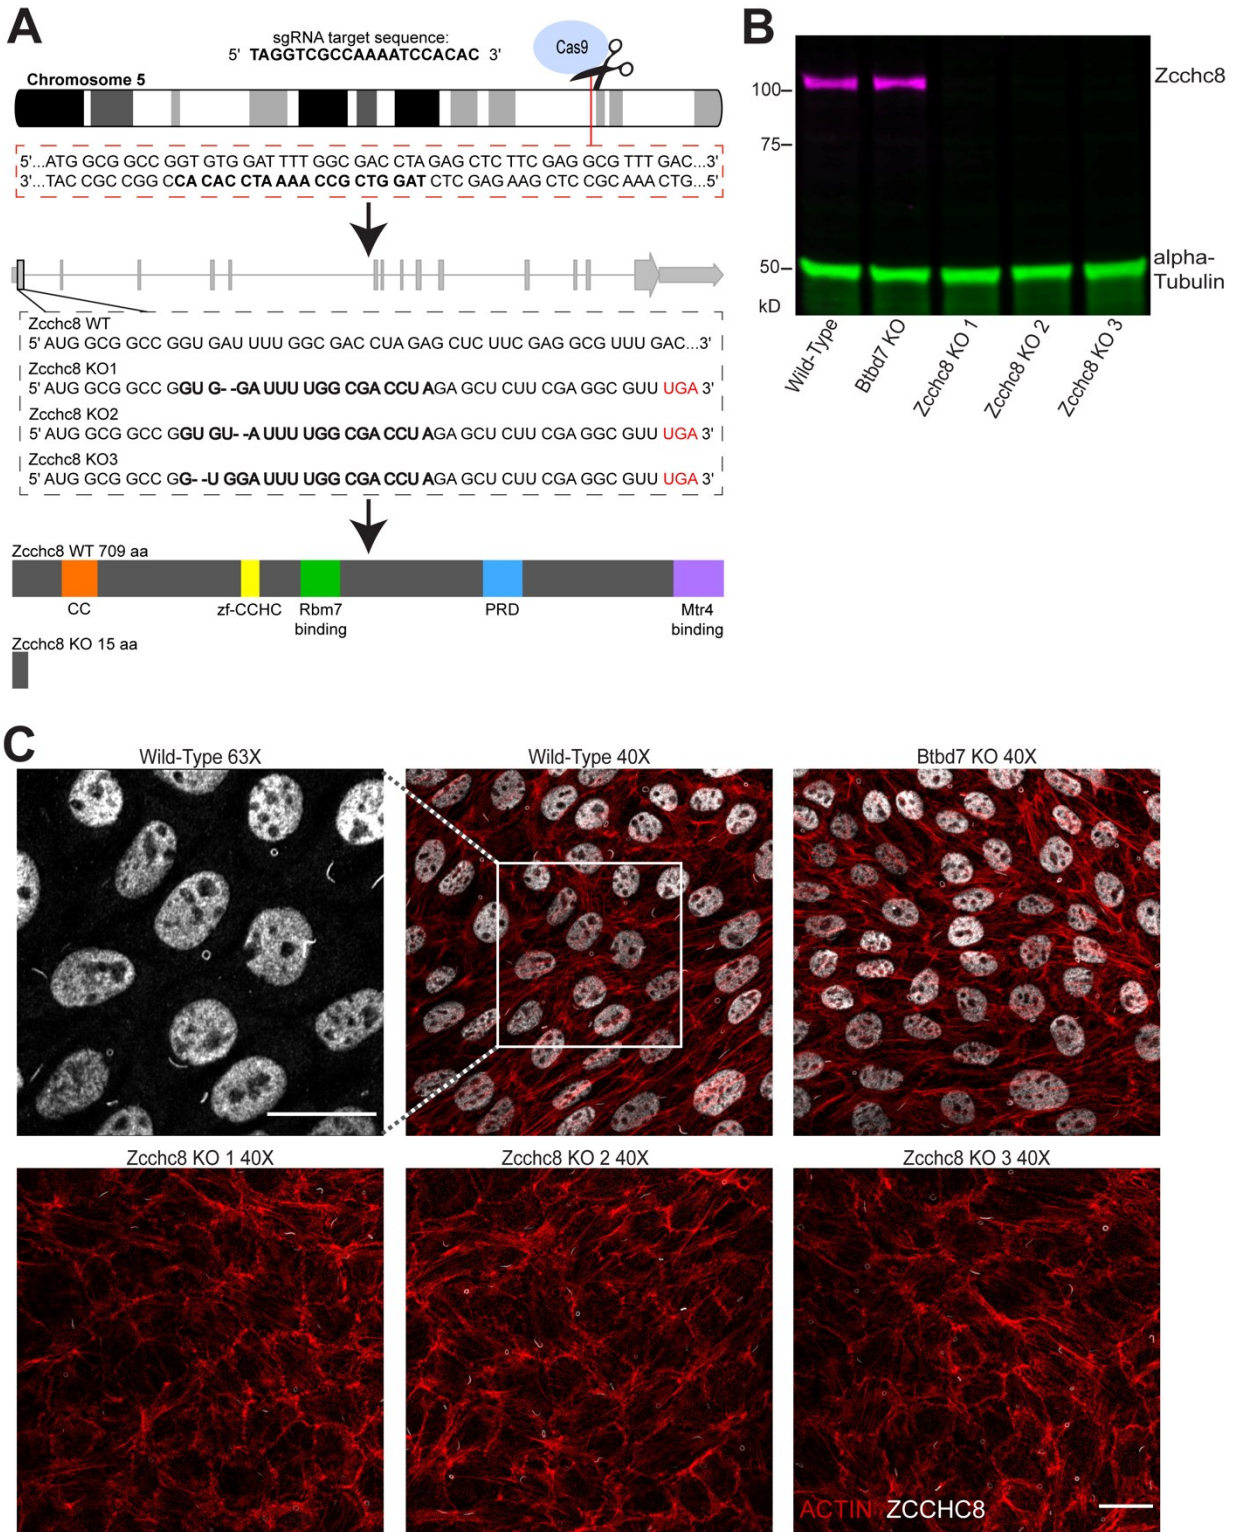 A
sgRNA target sequence:
5' TAGGTCGCCAAAATCCACAC 3'
Cas9
Chromosome 5
5'...ATG GCG GCC GGT GTG GAT TTT GGC GAC CTA GAG CTC TTC GAG GCG TTT GAC...3'
3'...TAC CGC CGG CCA CAC CTA AAA CCG CTG GAT CTC GAG AAG CTC CGC AAA CTG...5'
Zcchc8 WT
5' AUG GCG GCC GGU GAU UUU GGC GAC CUA GAG CUC UUC GAG GCG UUU GAC...3'
Zcchc8 KO1
5' AUG GCG GCC GGU G- -GA UUU UGG CGA CCU AGA GCU CUU CGA GGC GUU UGA 3'
Zcchc8 KO2
5' AUG GCG GCC GGU GU- -A UUU UGG CGA CCU AGA GCU CUU CGA GGC GUU UGA 3'
Zcchc8 KO3
5' AUG GCG GCC GG- -U GGA UUU UGG CGA CCU AGA GCU CUU CGA GGC GUU UGA 3'
Zcchc8 WT 709 aa
CC
zf-CCHC
Rbm7
binding
PRD
Mtr4
binding
Zcchc8 KO 15 aa
B
100
75
50
kD
Zcchc8
alpha-
Tubulin
Wild-Type
Btbd7 KO
Zcchc8 KO 1
Zcchc8 KO 2
Zcchc8 KO 3
C
Wild-Type 63X
Wild-Type 40X
Btbd7 KO 40X
Zcchc8 KO 1 40X
Zcchc8 KO 2 40X
Zcchc8 KO 3 40X
ACTIN ZCCHC8